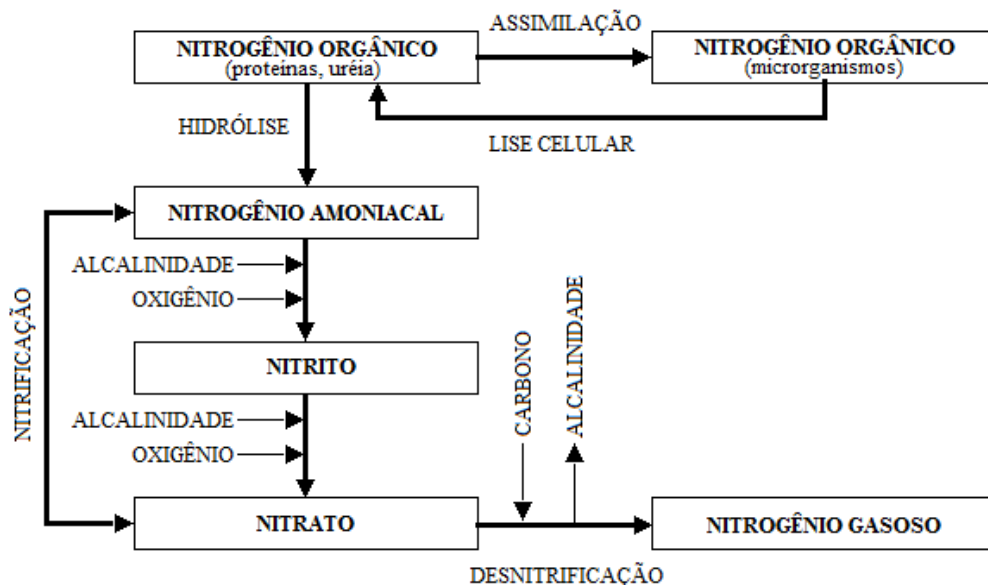 ASSIMILAÇÃO
NITROGÊNIO ORGÂNICO
(proteínas, uréia)
NITROGÊNIO ORGÂNICO
(microrganismos)
HIDRÓLISE
LISE CELULAR
NITROGÊNIO AMONIACAL
ALCALINIDADE
OXIGÊNIO
NITRIFICAÇÃO
NITRITO
CARBONO
ALCALINIDADE
ALCALINIDADE
OXIGÊNIO
NITRATO
NITROGÊNIO GASOSO
DESNITRIFICAÇÃO